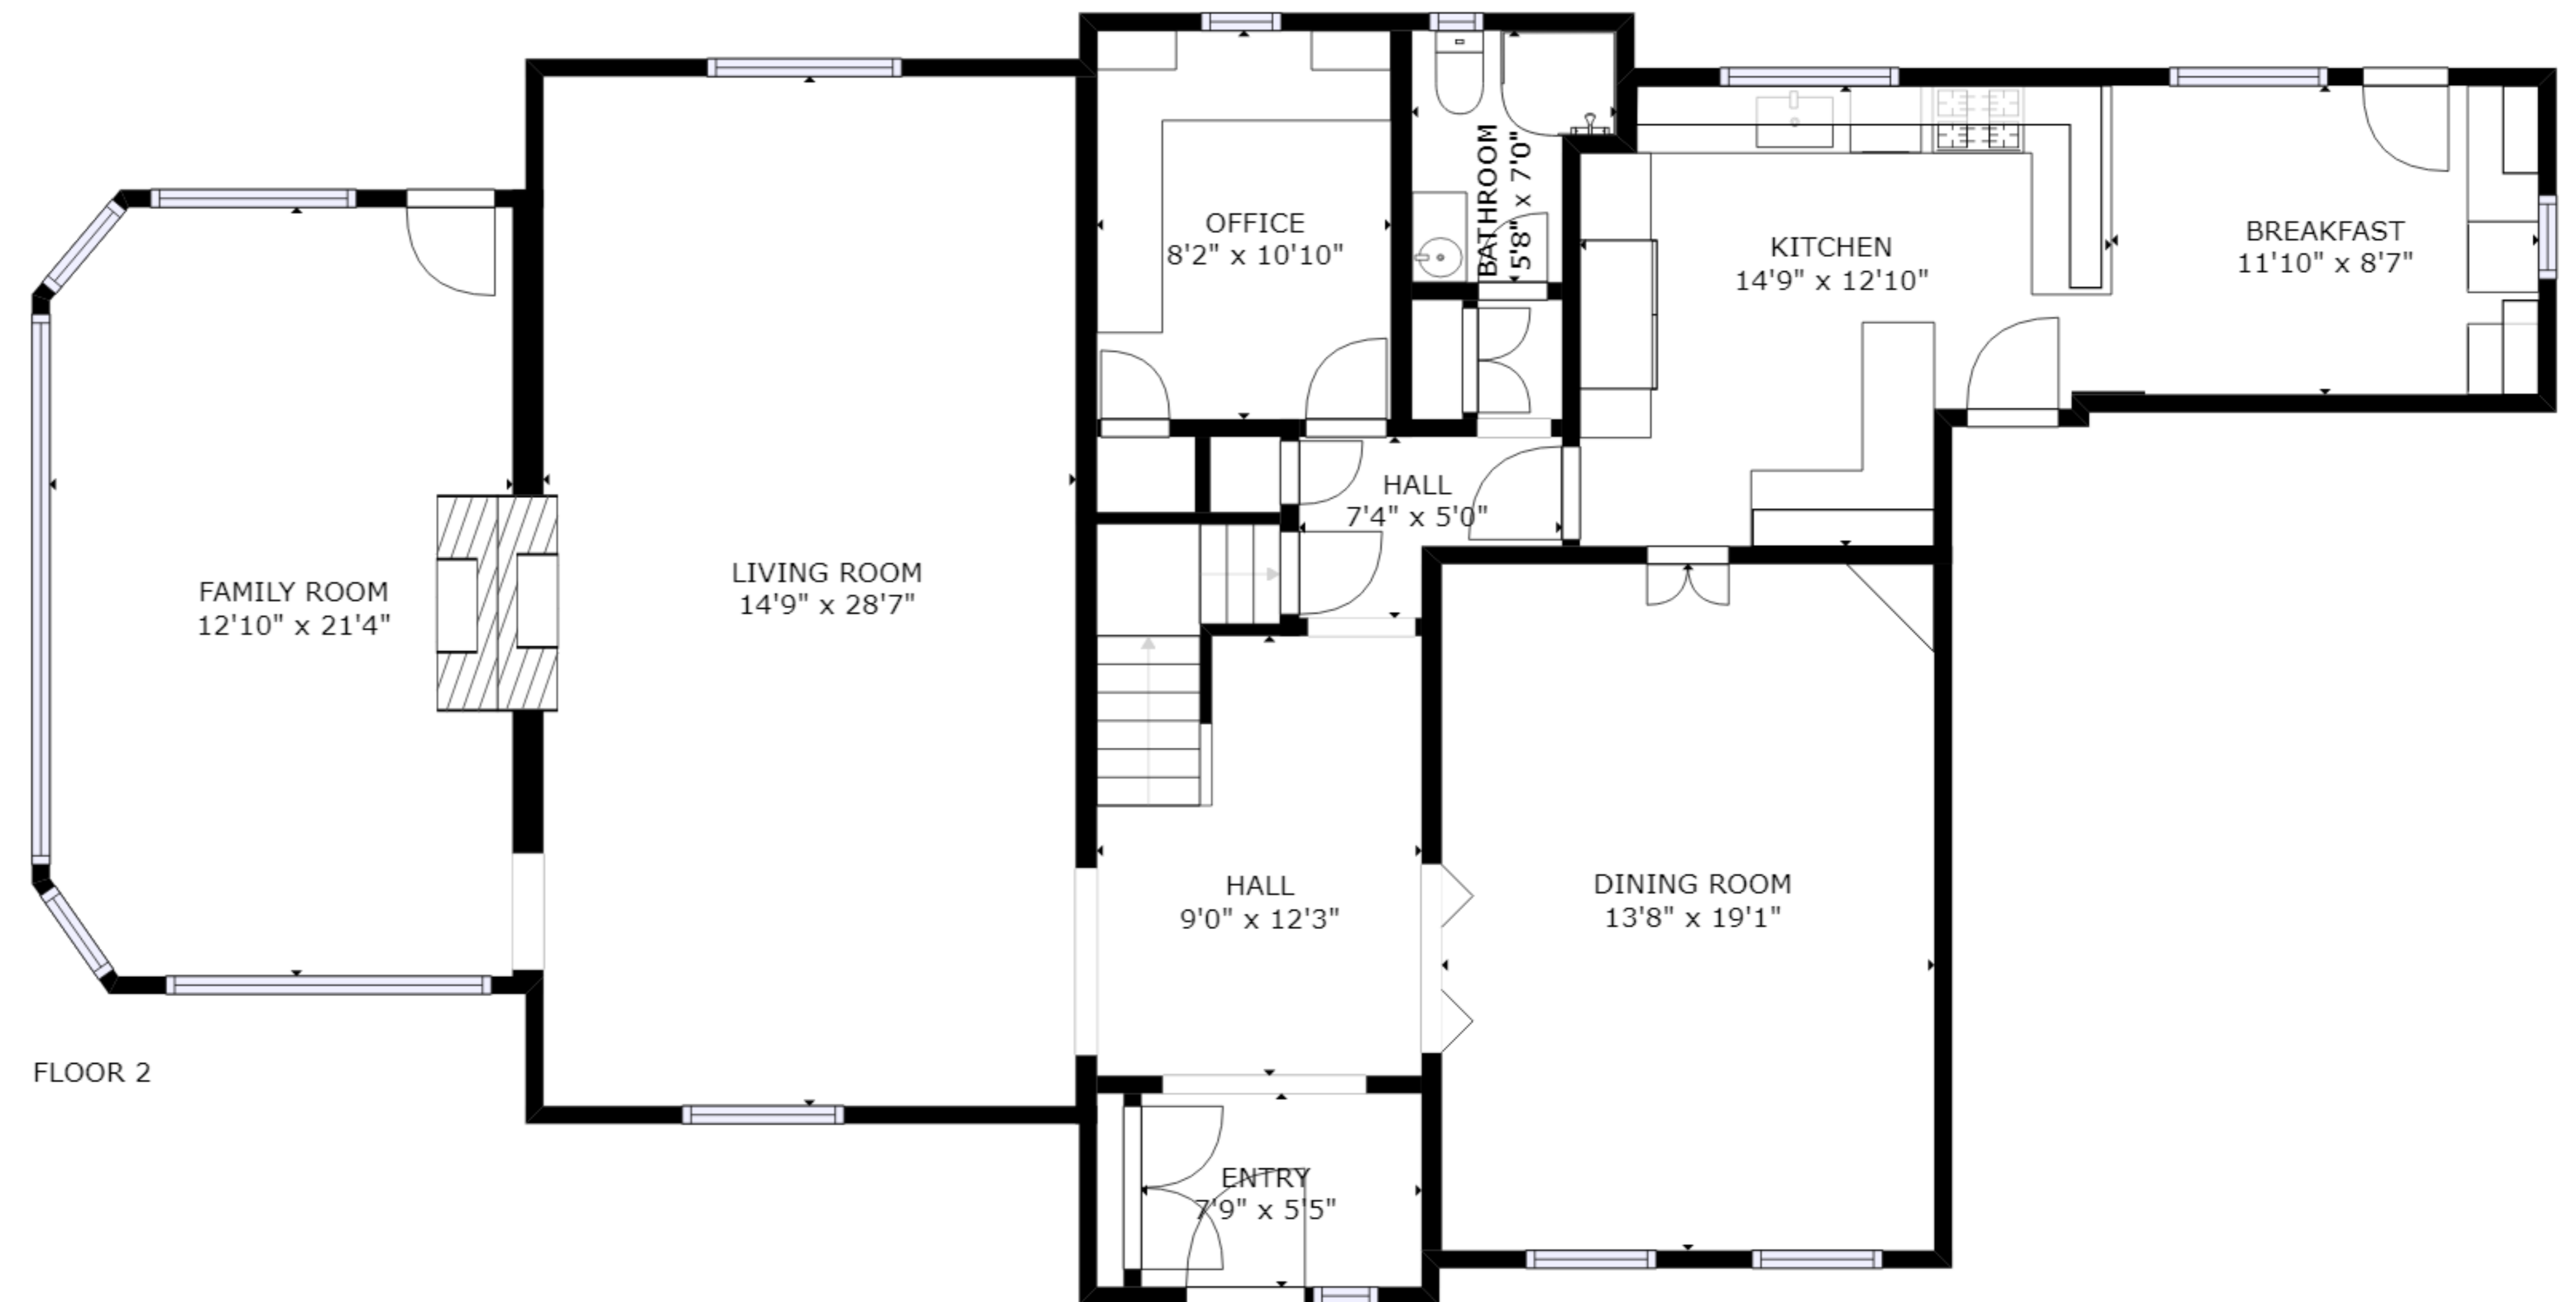 OFFICE
8'2" x 10'10"
BATHROOM
5'8" x 7'0"
KITCHEN
14'9" x 12'10"
BREAKFAST
11'10" x 8'7"
HALL
7'4" x 5'0"
FAMILY ROOM
12'10" x 21'4"
LIVING ROOM
14'9" x 28'7"
HALL
9'0" x 12'3"
DINING ROOM
13'8" x 19'1"
FLOOR 2
ENTRY
7'9" x 5'5"